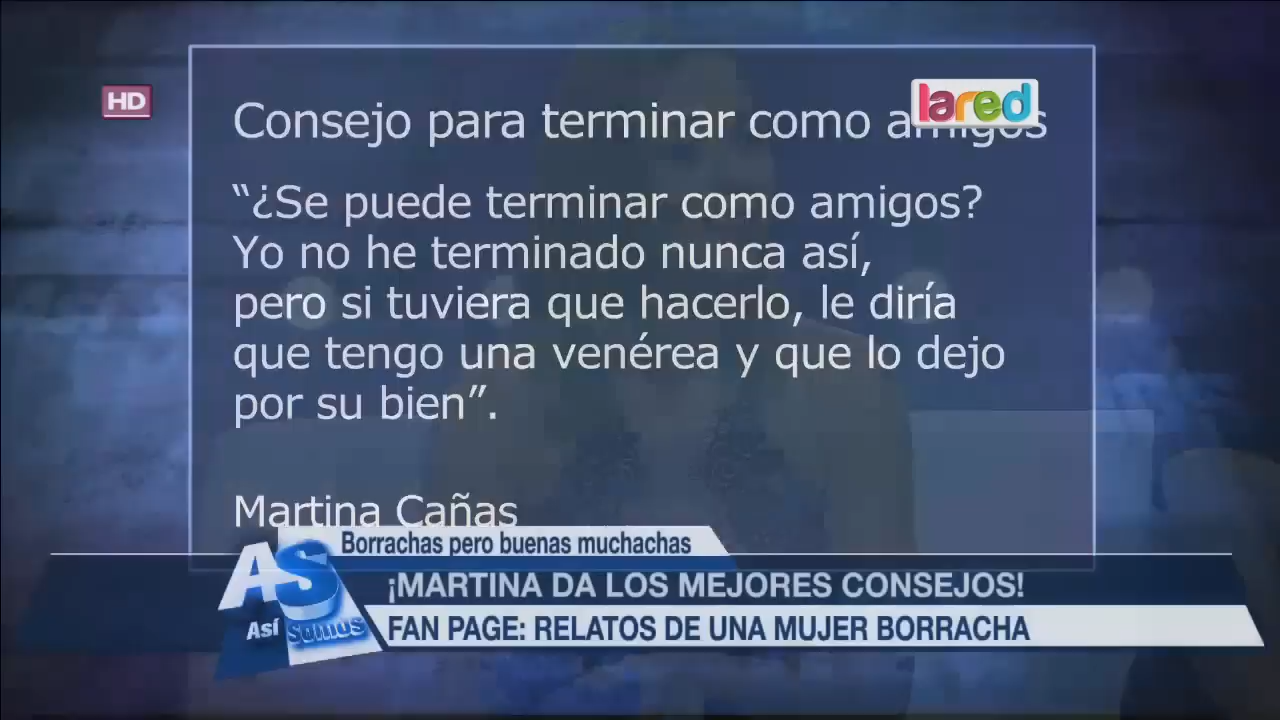 HD
lared
Consejo para terminar como amigos
“¿Se puede terminar como amigos?
Yo no he terminado nunca así,
pero si tuviera que hacerlo, le diría
que tengo una venérea y que lo dejo
por su bien”.
Martina Cañas
Borrachas pero buenas muchachas
¡MARTINA DA LOS MEJORES CONSEJOS!
FAN PAGE: RELATOS DE UNA MUJER BORRACHA
AS
Así Somos